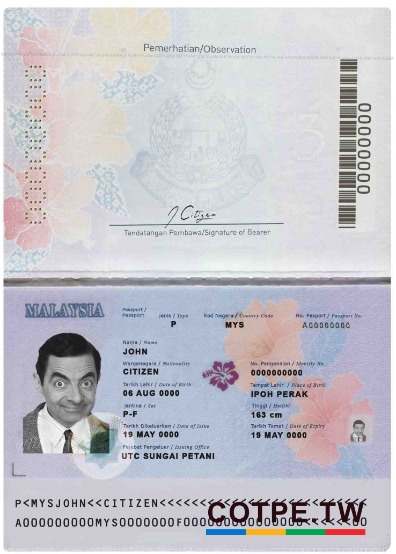 Pemerhatian/Observation
00000000
J Citizen
Tandatangan Pembawa/Signature of Bearer
MALAYSIA
Pasport / Passport
Jenis / Type
P
Kod Negara / Country Code
MYS
No. Pasport / Passport No.
A00000000
Nama / Name
JOHN
Warganegara / Nationality
CITIZEN
No. Pengenalan / Identity No.
0000000000
Tarikh Lahir / Date of Birth
06 AUG 0000
Tempat Lahir / Place of Birth
IPOH PERAK
Jantina / Sex
P-F
Tinggi / Height
163 cm
Tarikh Dikeluarkan / Date of Issue
19 MAY 0000
Tarikh Tamat / Date of Expiry
19 MAY 0000
Pejabat Pengeluar / Issuing Office
UTC SUNGAI PETANI
P<MYSJOHN<<CITIZEN<<<<<<<<<<<<<<<<<<<<<<<<<<
COTPE.TW